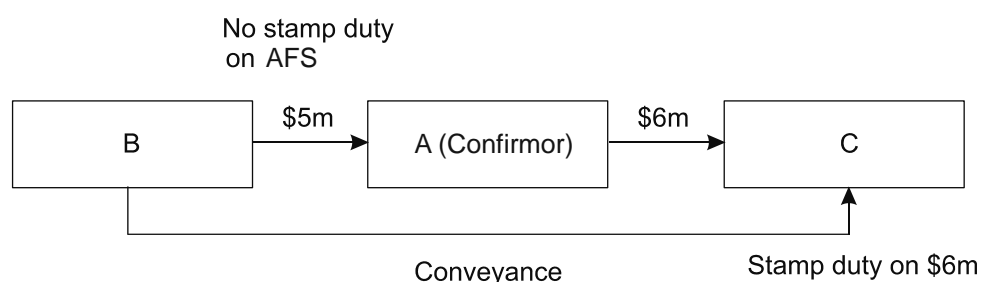 No stamp duty
on AFS
B
$5m
A (Confirmor)
$6m
C
Conveyance
Stamp duty on $6m